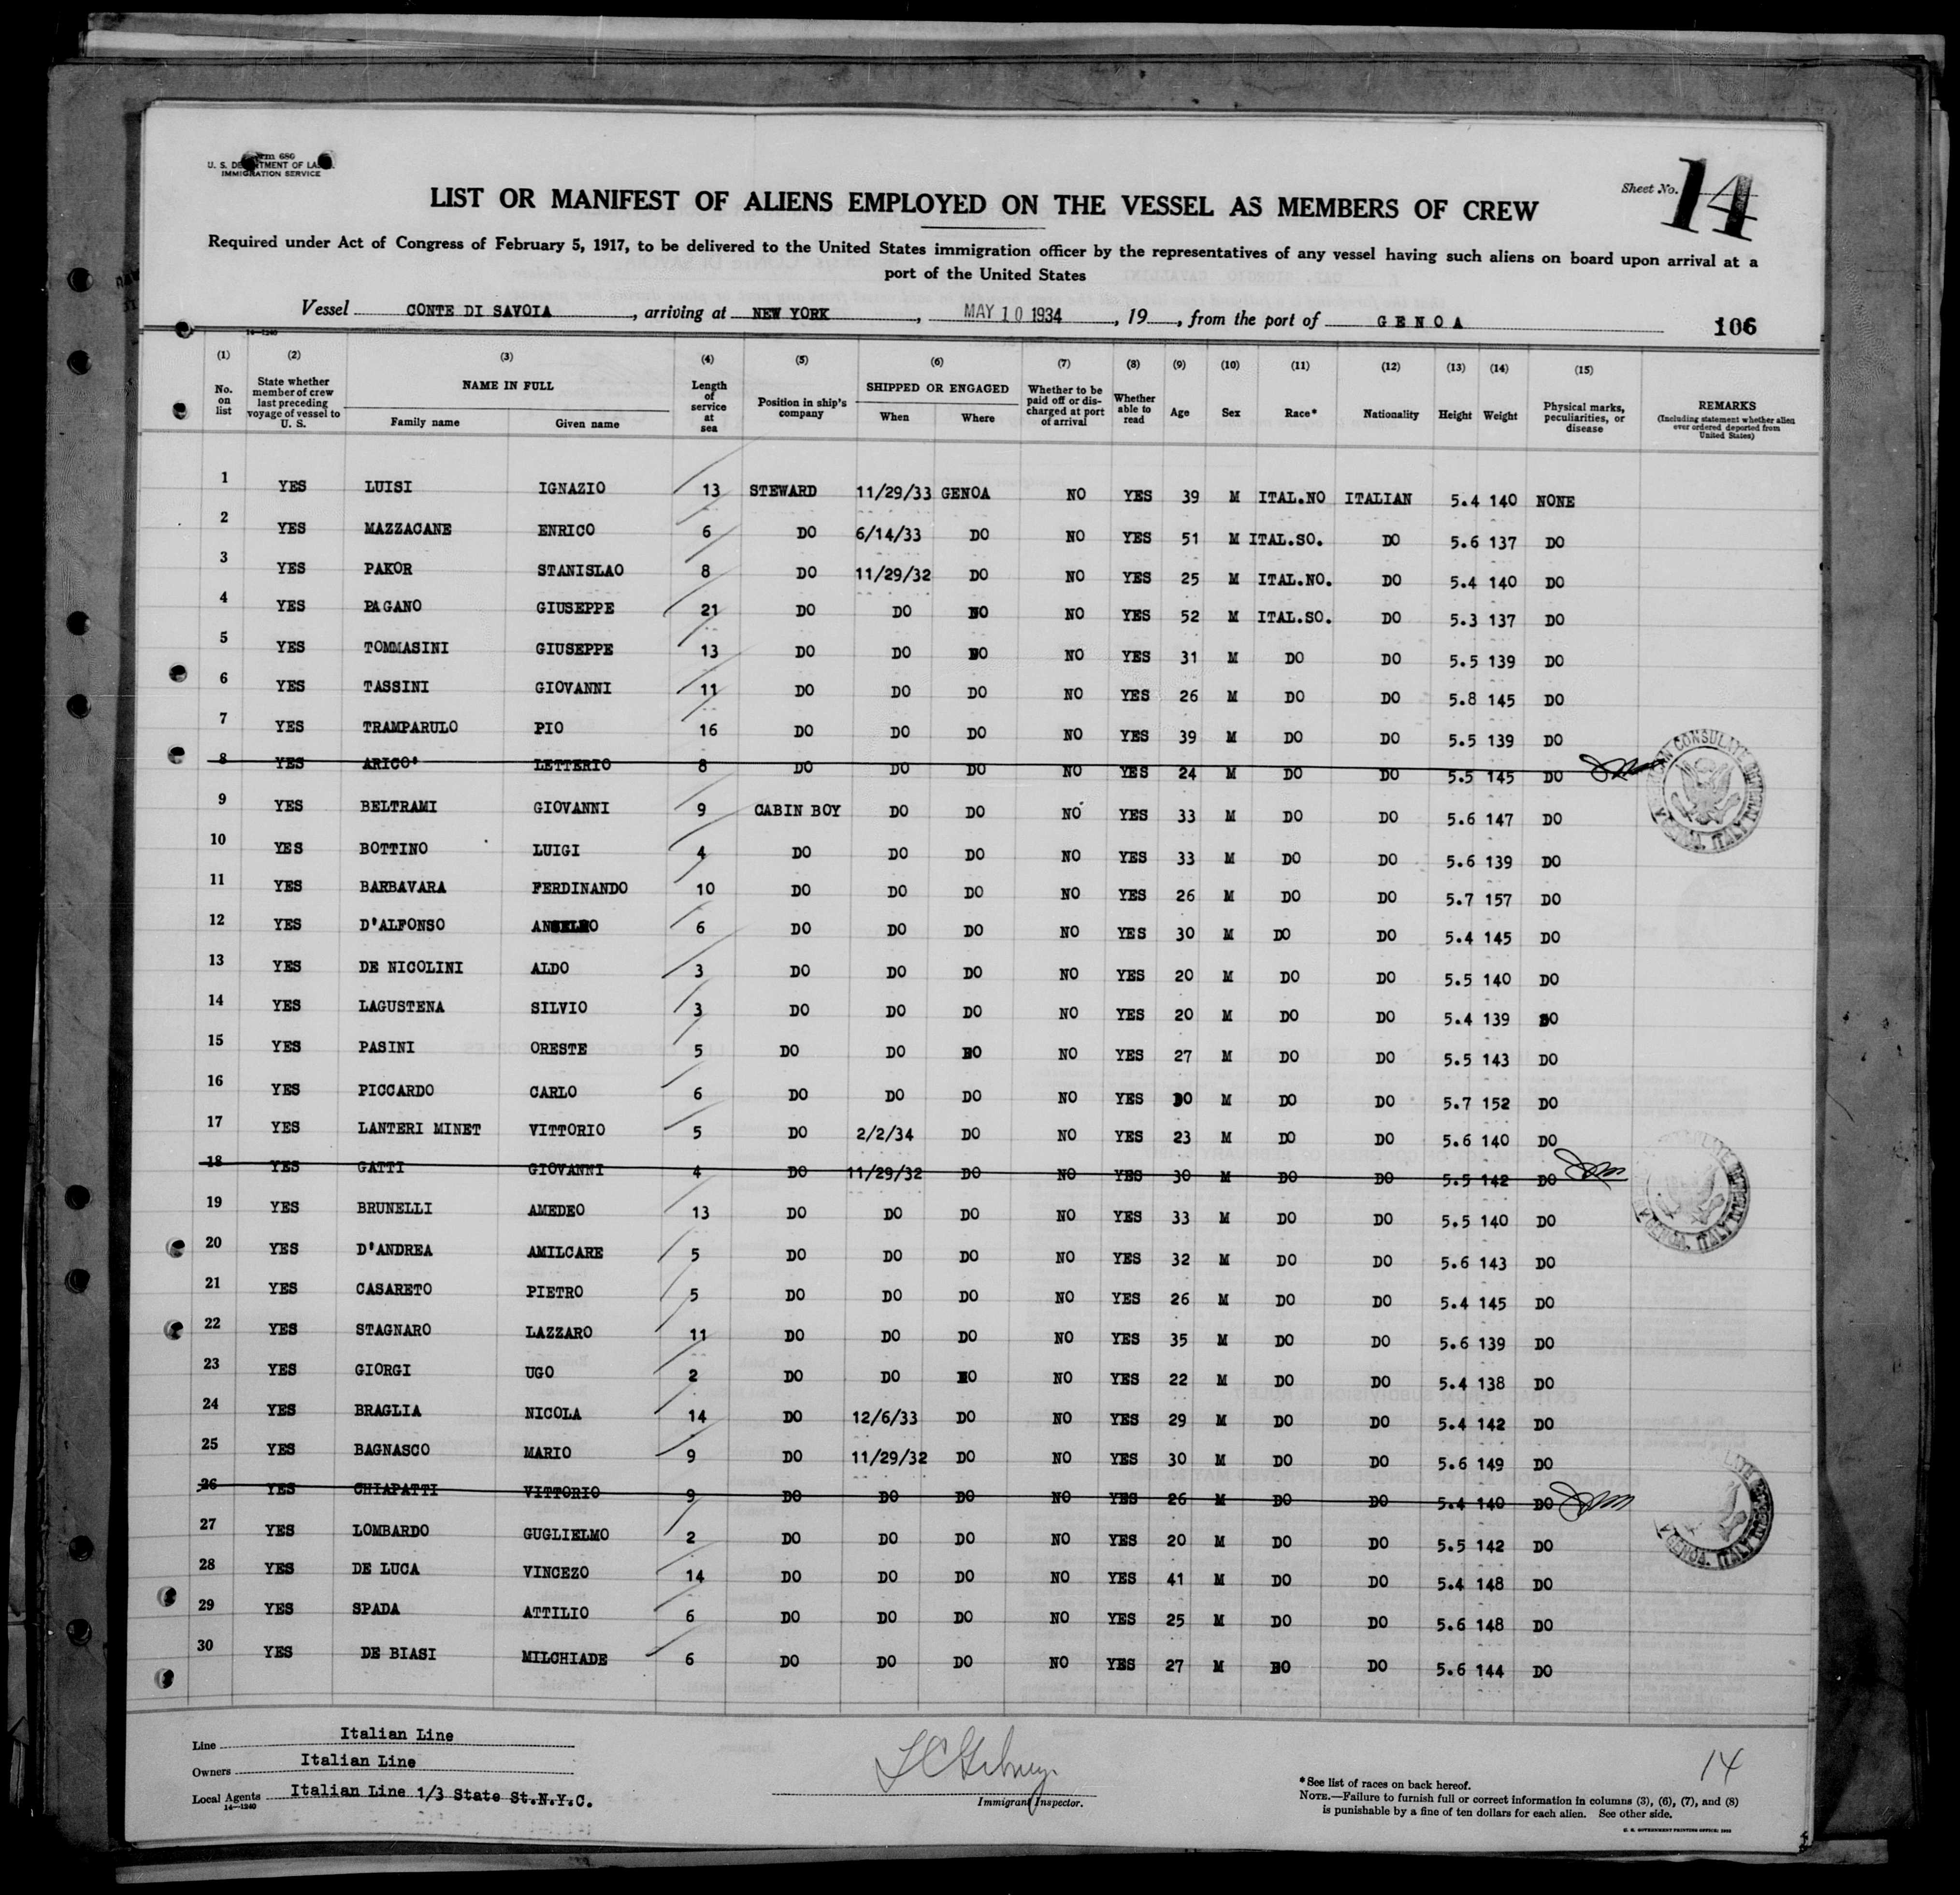 Form 680
U. S. DEPARTMENT OF LABOR
IMMIGRATION SERVICE
Sheet No. 14
LIST OR MANIFEST OF ALIENS EMPLOYED ON THE VESSEL AS MEMBERS OF CREW
Required under Act of Congress of February 5, 1917, to be delivered to the United States immigration officer by the representatives of any vessel having such aliens on board upon arrival at a
port of the United States
Vessel CONTE DI SAVOIA, arriving at NEW YORK, MAY 10 1934, 19, from the port of GENOA 106
14-1240
(1) No. on list (2) State whether member of crew last preceding voyage of vessel to U. S. (3) NAME IN FULL Family name Given name (4) Length of service at sea (5) Position in ship's company (6) SHIPPED OR ENGAGED When Where (7) Whether to be paid off or discharged at port of arrival (8) Whether able to read (9) Age (10) Sex (11) Race* (12) Nationality (13) Height (14) Weight (15) Physical marks, peculiarities, or disease REMARKS (Including statement whether alien ever ordered deported from United States)
1 YES LUISI IGNAZIO 13 STEWARD 11/29/33 GENOA NO YES 39 M ITAL.NO ITALIAN 5.4 140 NONE
2 YES MAZZACANE ENRICO 6 DO 6/14/33 DO NO YES 51 M ITAL.SO. DO 5.6 137 DO
3 YES PAKOR STANISLAO 8 DO 11/29/32 DO NO YES 25 M ITAL.NO. DO 5.4 140 DO
4 YES PAGANO GIUSEPPE 21 DO DO DO NO YES 52 M ITAL.SO. DO 5.3 137 DO
5 YES TOMMASINI GIUSEPPE 13 DO DO DO NO YES 31 M DO DO 5.5 139 DO
6 YES TASSINI GIOVANNI 11 DO DO DO NO YES 26 M DO DO 5.8 145 DO
7 YES TRAMPARULO PIO 16 DO DO DO NO YES 39 M DO DO 5.5 139 DO
8 YES ARICO' LETTERIO 8 DO DO DO NO YES 24 M DO DO 5.5 145 DO
9 YES BELTRAMI GIOVANNI 9 CABIN BOY DO DO NO YES 33 M DO DO 5.6 147 DO
10 YES BOTTINO LUIGI 4 DO DO DO NO YES 33 M DO DO 5.6 139 DO
11 YES BARBAVARA FERDINANDO 10 DO DO DO NO YES 26 M DO DO 5.7 157 DO
12 YES D'ALFONSO ANSELMO 6 DO DO DO NO YES 30 M DO DO 5.4 145 DO
13 YES DE NICOLINI ALDO 3 DO DO DO NO YES 20 M DO DO 5.5 140 DO
14 YES LAGUSTENA SILVIO 3 DO DO DO NO YES 20 M DO DO 5.4 139 DO
15 YES PASINI ORESTE 5 DO DO DO NO YES 27 M DO DO 5.5 143 DO
16 YES PICCARDO CARLO 6 DO DO DO NO YES 30 M DO DO 5.7 152 DO
17 YES LANTERI MINET VITTORIO 5 DO 2/2/34 DO NO YES 23 M DO DO 5.6 140 DO
18 YES GATTI GIOVANNI 4 DO 11/29/32 DO NO YES 30 M DO DO 5.5 142 DO
19 YES BRUNELLI AMEDEO 13 DO DO DO NO YES 33 M DO DO 5.5 140 DO
20 YES D'ANDREA AMILCARE 5 DO DO DO NO YES 32 M DO DO 5.6 143 DO
21 YES CASARETO PIETRO 5 DO DO DO NO YES 26 M DO DO 5.4 145 DO
22 YES STAGNARO LAZZARO 11 DO DO DO NO YES 35 M DO DO 5.6 139 DO
23 YES GIORGI UGO 2 DO DO DO NO YES 22 M DO DO 5.4 138 DO
24 YES BRAGLIA NICOLA 14 DO 12/6/33 DO NO YES 29 M DO DO 5.4 142 DO
25 YES BAGNASCO MARIO 9 DO 11/29/32 DO NO YES 30 M DO DO 5.6 149 DO
26 YES CHIAPATTI VITTORIO 9 DO DO DO NO YES 26 M DO DO 5.4 140 DO
27 YES LOMBARDO GUGLIELMO 2 DO DO DO NO YES 20 M DO DO 5.5 142 DO
28 YES DE LUCA VINCEZO 14 DO DO DO NO YES 41 M DO DO 5.4 148 DO
29 YES SPADA ATTILIO 6 DO DO DO NO YES 25 M DO DO 5.6 148 DO
30 YES DE BIASI MILCHIADE 6 DO DO DO NO YES 27 M DO DO 5.6 144 DO
Line Italian Line
Owners Italian Line
Local Agents Italian Line 1/3 State St.N.Y.C.
14-1240
Immigrant Inspector.
14
*See list of races on back hereof.
NOTE.—Failure to furnish full or correct information in columns (3), (6), (7), and (8)
is punishable by a fine of ten dollars for each alien. See other side.